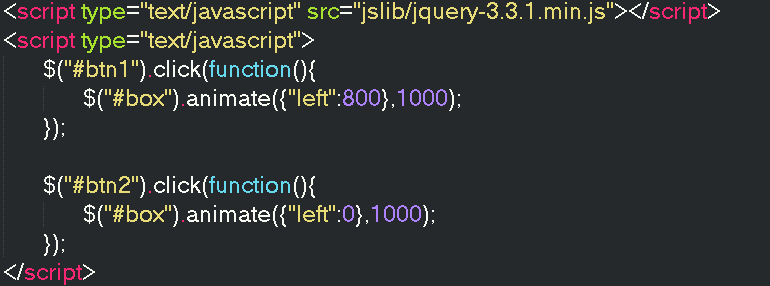 <script type="text/javascript" src="jslib/jquery-3.3.1.min.js"></script>
<script type="text/javascript">
    $("#btn1").click(function(){
        $("#box").animate({"left":800},1000);
    });

    $("#btn2").click(function(){
        $("#box").animate({"left":0},1000);
    });
</script>